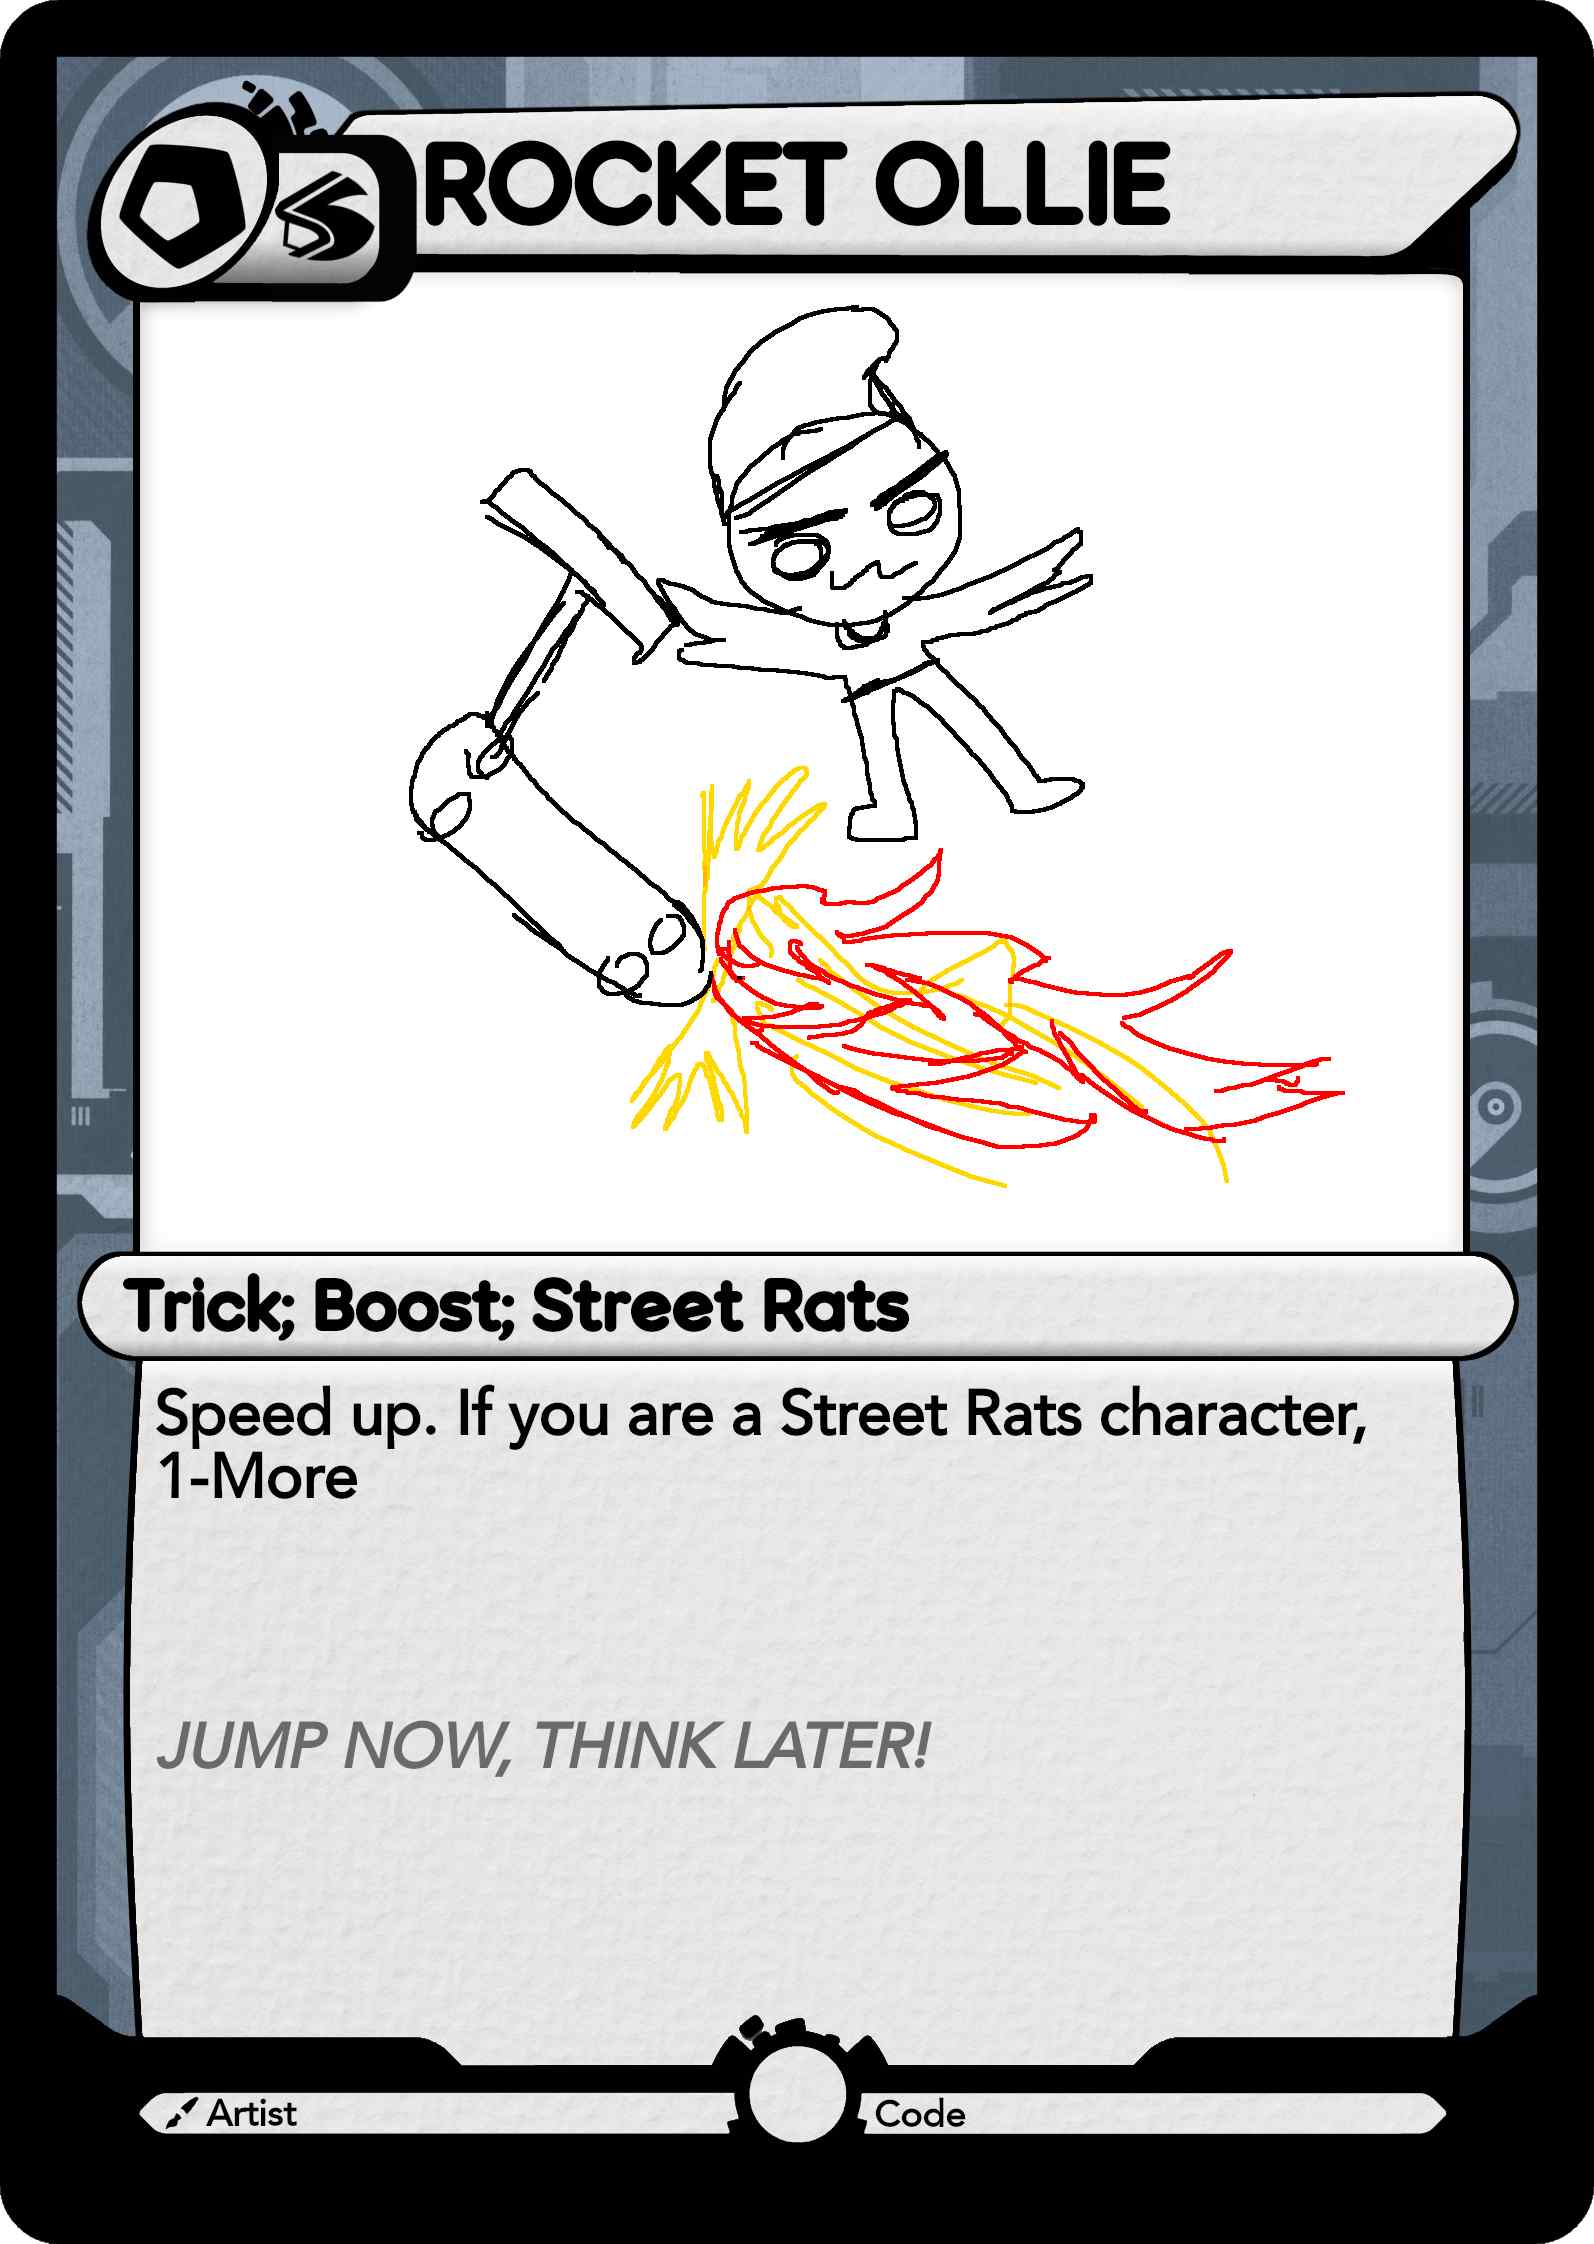 ROCKET OLLIE
Trick; Boost; Street Rats
Speed up. If you are a Street Rats character,
1-More
JUMP NOW, THINK LATER!
Artist
Code